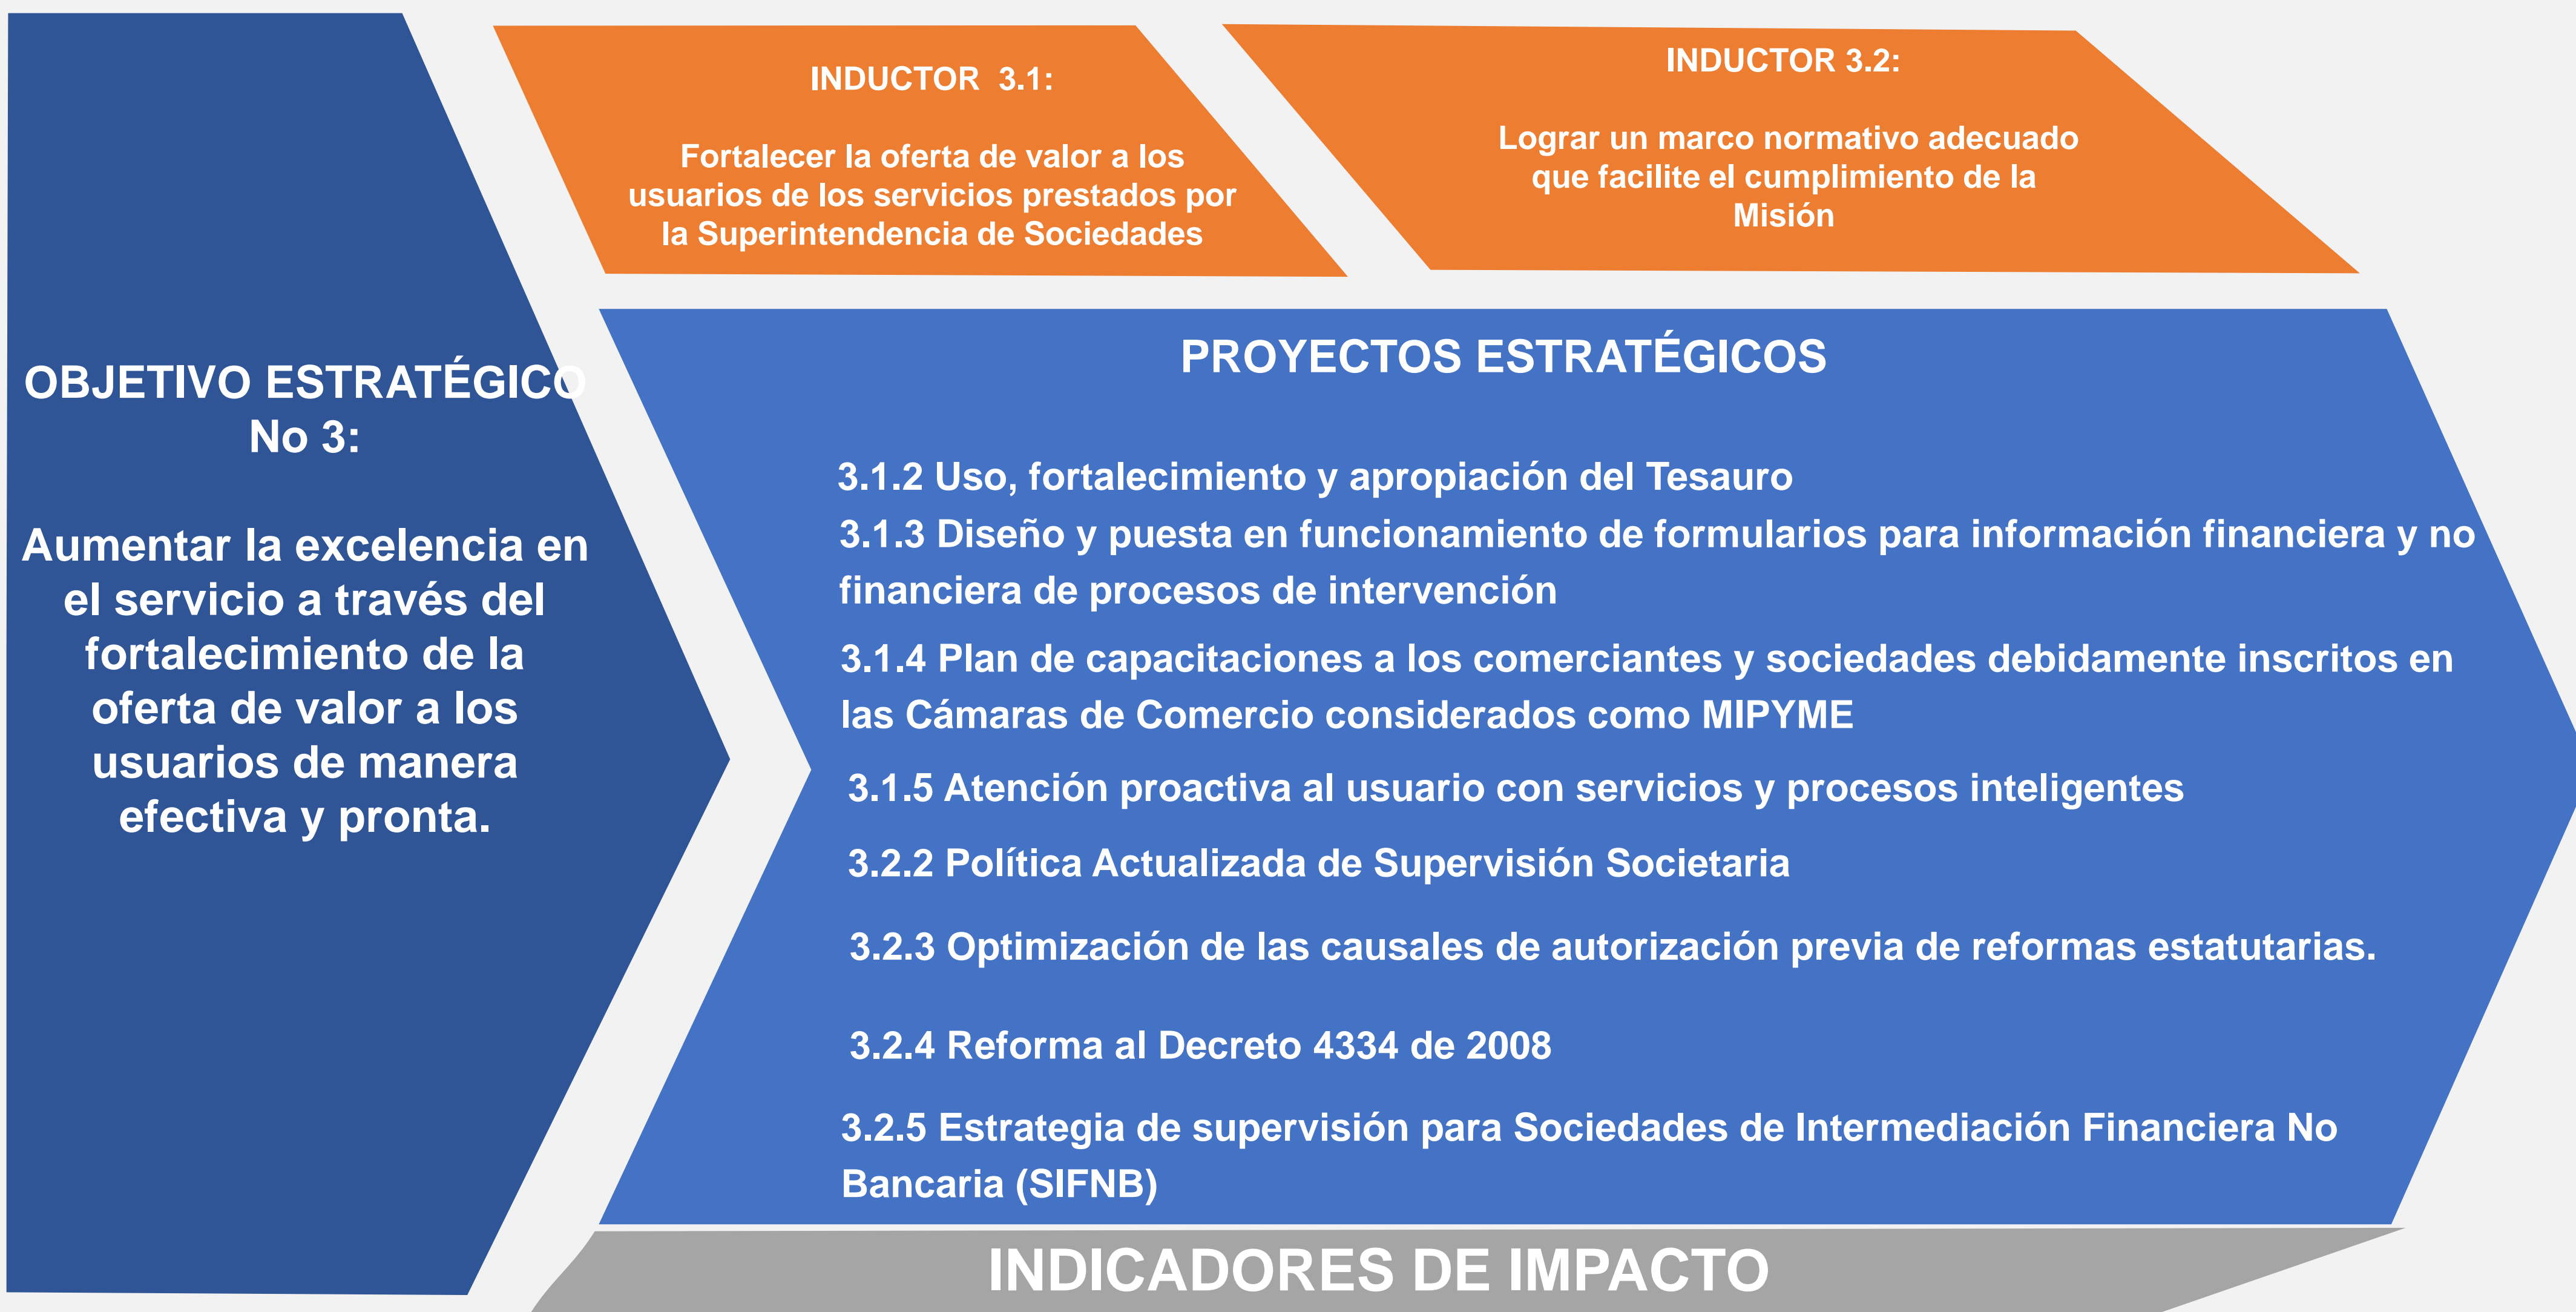 INDUCTOR 3.1:
Fortalecer la oferta de valor a los
usuarios de los servicios prestados por
la Superintendencia de Sociedades
INDUCTOR 3.2:
Lograr un marco normativo adecuado
que facilite el cumplimiento de la
Misión
OBJETIVO ESTRATÉGICO
No 3:
Aumentar la excelencia en
el servicio a través del
fortalecimiento de la
oferta de valor a los
usuarios de manera
efectiva y pronta.
PROYECTOS ESTRATÉGICOS
3.1.2 Uso, fortalecimiento y apropiación del Tesauro
3.1.3 Diseño y puesta en funcionamiento de formularios para información financiera y no
financiera de procesos de intervención
3.1.4 Plan de capacitaciones a los comerciantes y sociedades debidamente inscritos en
las Cámaras de Comercio considerados como MIPYME
3.1.5 Atención proactiva al usuario con servicios y procesos inteligentes
3.2.2 Política Actualizada de Supervisión Societaria
3.2.3 Optimización de las causales de autorización previa de reformas estatutarias.
3.2.4 Reforma al Decreto 4334 de 2008
3.2.5 Estrategia de supervisión para Sociedades de Intermediación Financiera No
Bancaria (SIFNB)
INDICADORES DE IMPACTO